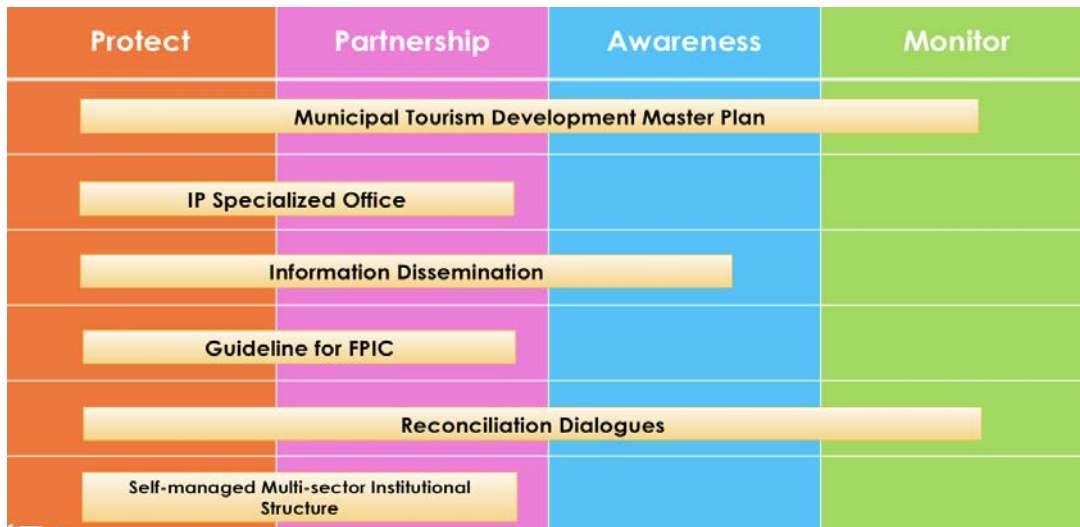 Protect Partnership Awareness Monitor
Municipal Tourism Development Master Plan
IP Specialized Office
Information Dissemination
Guideline for FPIC
Reconciliation Dialogues
Self-managed Multi-sector Institutional
Structure